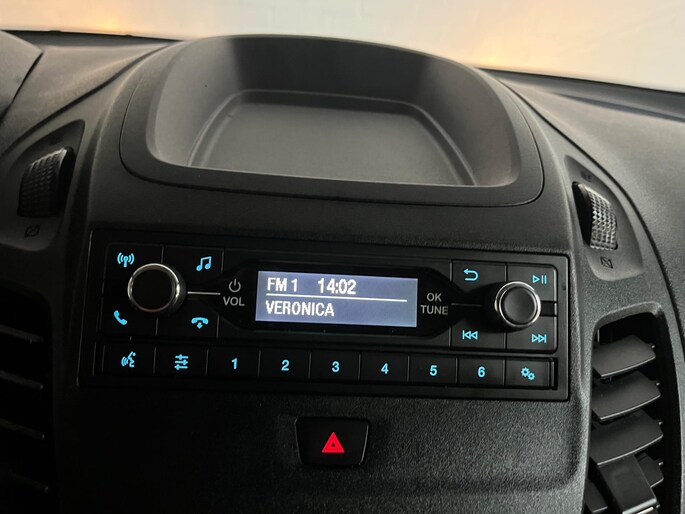 FM 1 14:02
VERONICA
VOL
OK
TUNE
1 2 3 4 5 6